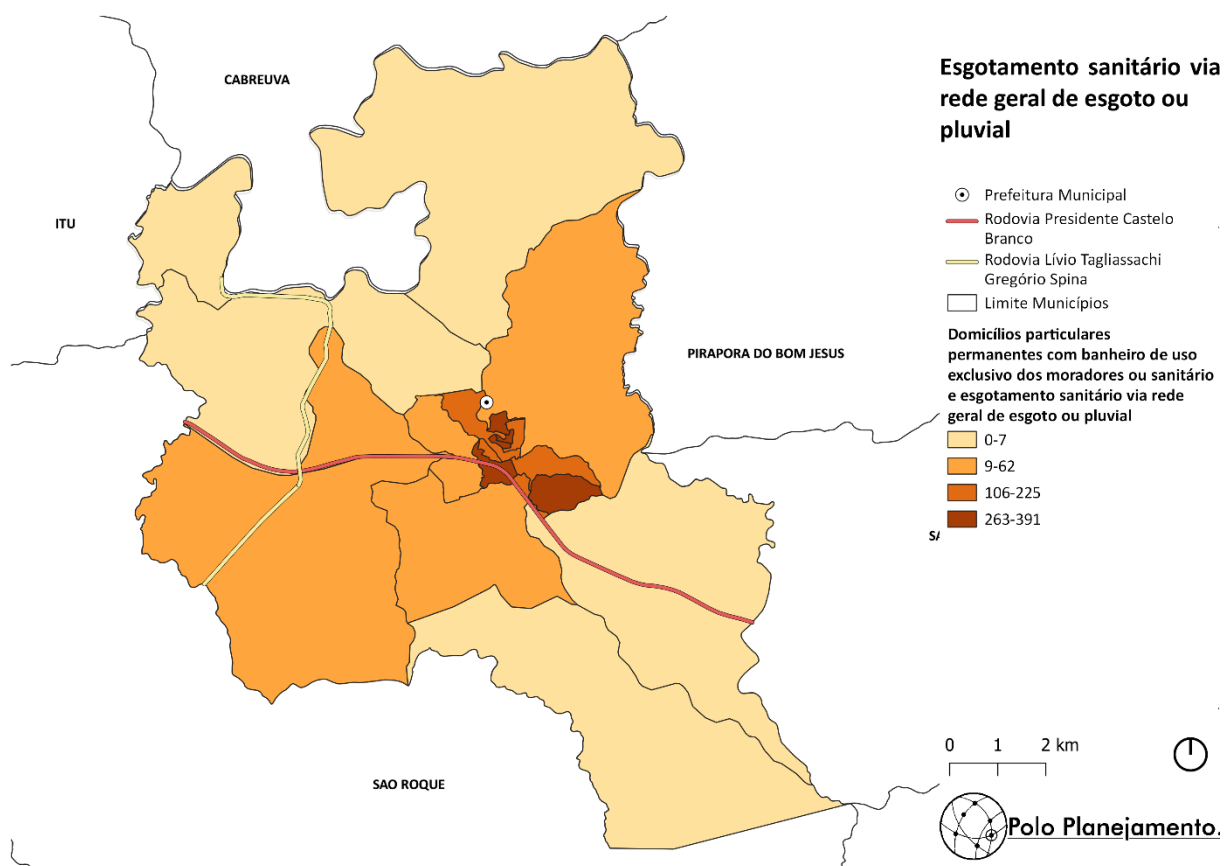 CABREUVA
ITU
PIRAPORA DO BOM JESUS
SAO ROQUE
SA
Esgotamento sanitário via
rede geral de esgoto ou
pluvial
Prefeitura Municipal
Rodovia Presidente Castelo
Branco
Rodovia Lívio Tagliassachi
Gregório Spina
Limite Municípios
Domicílios particulares
permanentes com banheiro de uso
exclusivo dos moradores ou sanitário
e esgotamento sanitário via rede
geral de esgoto ou pluvial
0-7
9-62
106-225
263-391
0 1 2 km
Polo Planejamento.